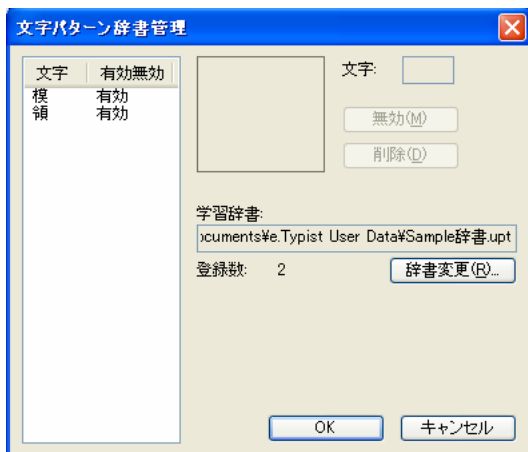 文字パターン辞書管理
文字 有効無効
模 有効
領 有効
文字:
無効(M)
削除(D)
学習辞書:
ocuments¥e.Typist User Data¥Sample辞書.upt
登録数: 2
辞書変更(R)...
OK
キャンセル